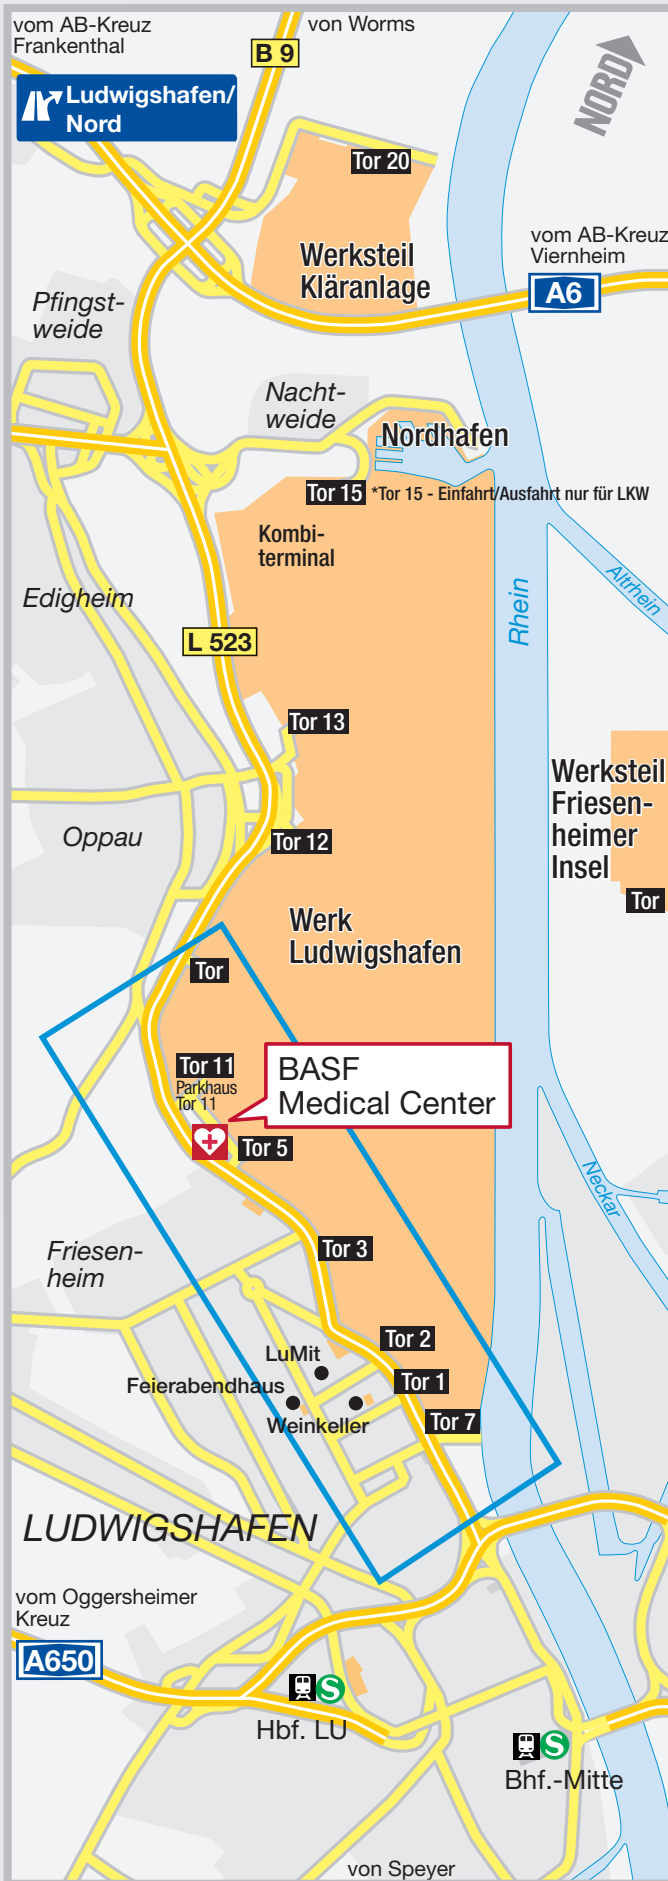 vom AB-Kreuz
Frankenthal
von Worms
B 9
NORD
Ludwigshafen/
Nord
Tor 20
vom AB-Kreuz
Viernheim
A6
Werksteil
Kläranlage
Pfingst-
weide
Nacht-
weide
Nordhafen
Tor 15
*Tor 15 - Einfahrt/Ausfahrt nur für LKW
Kombi-
terminal
Edigheim
Rhein
Altrhein
L 523
Tor 13
Werksteil
Friesen-
heimer
Insel
Tor
Oppau
Tor 12
Werk
Ludwigshafen
Tor
Tor 11
Parkhaus
Tor 11
BASF
Medical Center
Tor 5
Neckar
Friesen-
heim
Tor 3
Tor 2
LuMit
Tor 1
Feierabendhaus
Weinkeller
Tor 7
LUDWIGSHAFEN
vom Oggersheimer
Kreuz
A650
S
Hbf. LU
S
Bhf.-Mitte
von Speyer